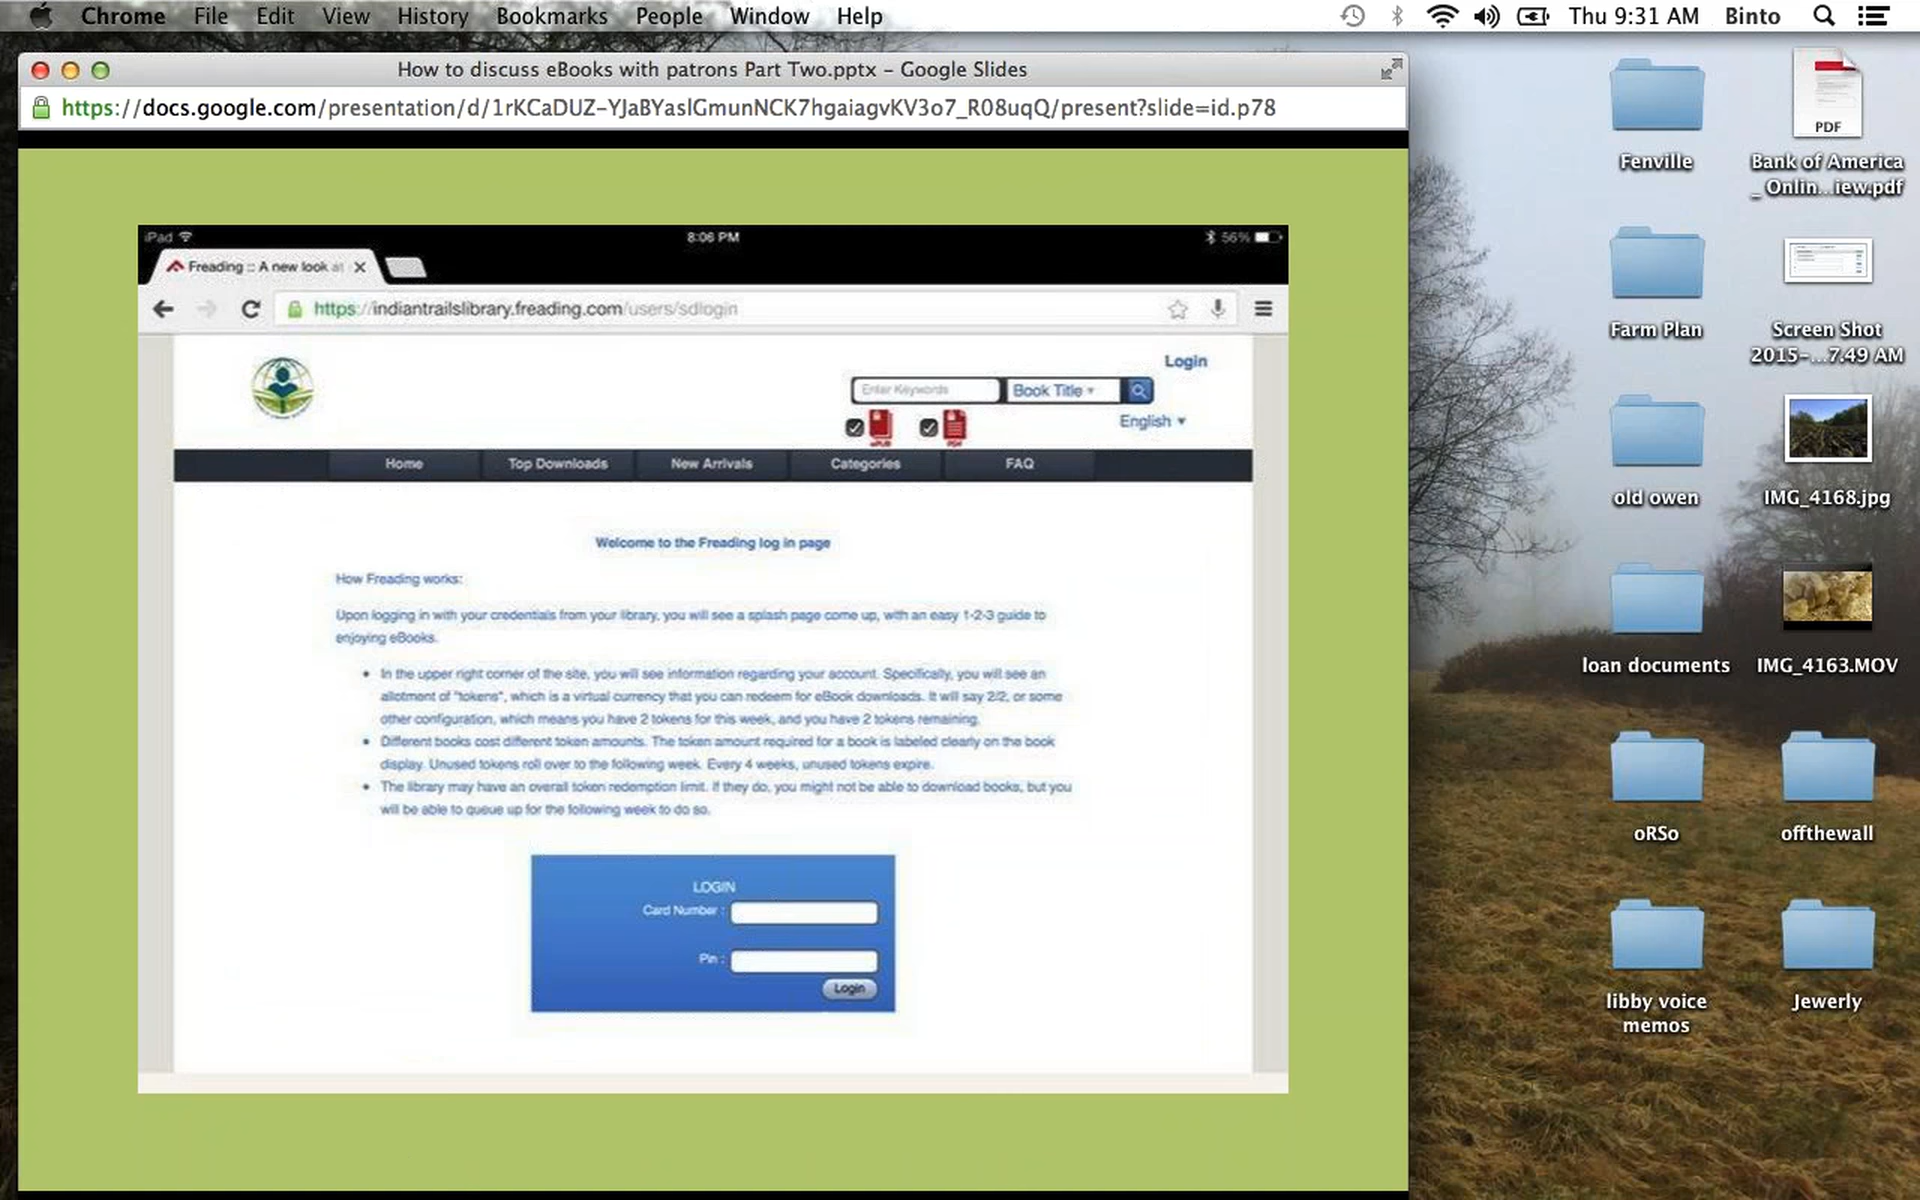 Chrome File Edit View History Bookmarks People Window Help Thu 9:31 AM Binto
How to discuss eBooks with patrons Part Two.pptx – Google Slides
https://docs.google.com/presentation/d/1rKCaDUZ-YJaBYaslGmunNCK7hgaiagvKV3o7_R08uqQ/present?slide=id.p78
iPad 8:06 PM 56%
Freading :: A new look at
https://indiantrailslibrary.freading.com/users/sdlogin
Login
Enter Keywords Book Title
English
Home Top Downloads New Arrivals Categories FAQ
Welcome to the Freading log in page
How Freading works:
Upon logging in with your credentials from your library, you will see a splash page come up, with an easy 1-2-3 guide to
enjoying eBooks.
• In the upper right corner of the site, you will see information regarding your account. Specifically, you will see an
allotment of "tokens", which is a virtual currency that you can redeem for eBook downloads. It will say 2/2, or some
other configuration, which means you have 2 tokens for this week, and you have 2 tokens remaining.
• Different books cost different token amounts. The token amount required for a book is labeled clearly on the book
display. Unused tokens roll over to the following week. Every 4 weeks, unused tokens expire.
• The library may have an overall token redemption limit. If they do, you might not be able to download books, but you
will be able to queue up for the following week to do so.
LOGIN
Card Number :
Pin :
Login
Fenville
PDF
Bank of America
_ Onlin...iew.pdf
Farm Plan
Screen Shot
2015-...7.49 AM
old owen
IMG_4168.jpg
loan documents
IMG_4163.MOV
oRSo
offthewall
libby voice
memos
Jewerly